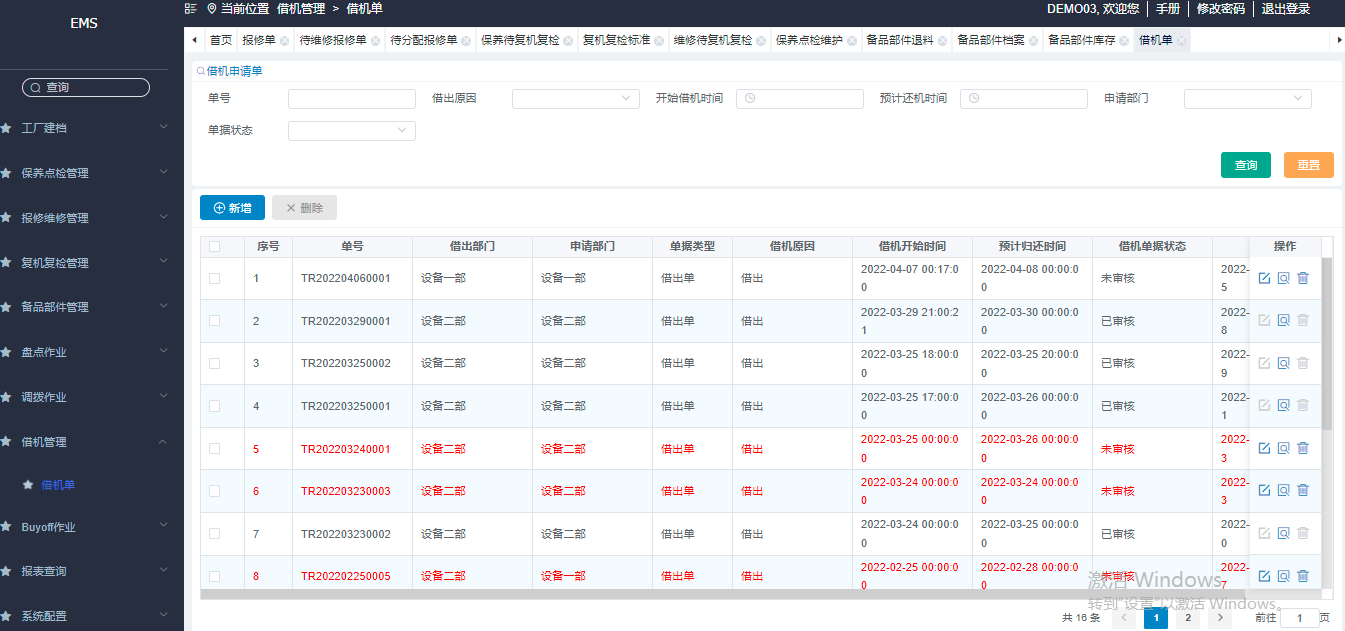 EMS
当前位置 借机管理 > 借机单
DEMO03, 欢迎您 手册 修改密码 退出登录
首页 报修单 待维修报修单 待分配报修单 保养待复机复检 复机复检标准 维修待复机复检 保养点检维护 备品部件退料 备品部件档案 备品部件库存 借机单
查询
工厂建档
保养点检管理
报修维修管理
复机复检管理
备品部件管理
盘点作业
调拨作业
借机管理
借机单
Buyoff作业
报表查询
系统配置
借机申请单
单号 借出原因 开始借机时间 预计还机时间 申请部门
单据状态
查询 重置
新增 删除
序号 单号 借出部门 申请部门 单据类型 借机原因 借机开始时间 预计归还时间 借机单据状态 操作
1 TR202204060001 设备一部 设备一部 借出单 借出 2022-04-07 00:17:00 2022-04-08 00:00:00 未审核 2022-5
2 TR202203290001 设备二部 设备二部 借出单 借出 2022-03-29 21:00:21 2022-03-30 00:00:00 已审核 2022-8
3 TR202203250002 设备二部 设备二部 借出单 借出 2022-03-25 18:00:00 2022-03-25 20:00:00 已审核 2022-9
4 TR202203250001 设备二部 设备二部 借出单 借出 2022-03-25 17:00:00 2022-03-26 00:00:00 已审核 2022-1
5 TR202203240001 设备二部 设备二部 借出单 借出 2022-03-25 00:00:00 2022-03-26 00:00:00 未审核 2022-3
6 TR202203230003 设备二部 设备二部 借出单 借出 2022-03-24 00:00:00 2022-03-24 00:00:00 未审核 2022-3
7 TR202203230002 设备二部 设备二部 借出单 借出 2022-03-24 00:00:00 2022-03-25 00:00:00 已审核 2022-0
8 TR202202250005 设备二部 设备一部 借出单 借出 2022-02-25 00:00:00 2022-02-28 00:00:00 未审核 2022-7
激活 Windows
转到"设置"以激活 Windows。
共 16 条 1 2 前往 1 页